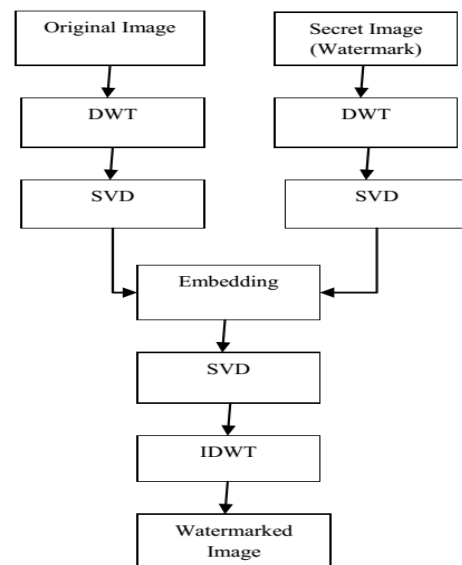 Original Image
Secret Image
(Watermark)
DWT
DWT
SVD
SVD
Embedding
SVD
IDWT
Watermarked
Image